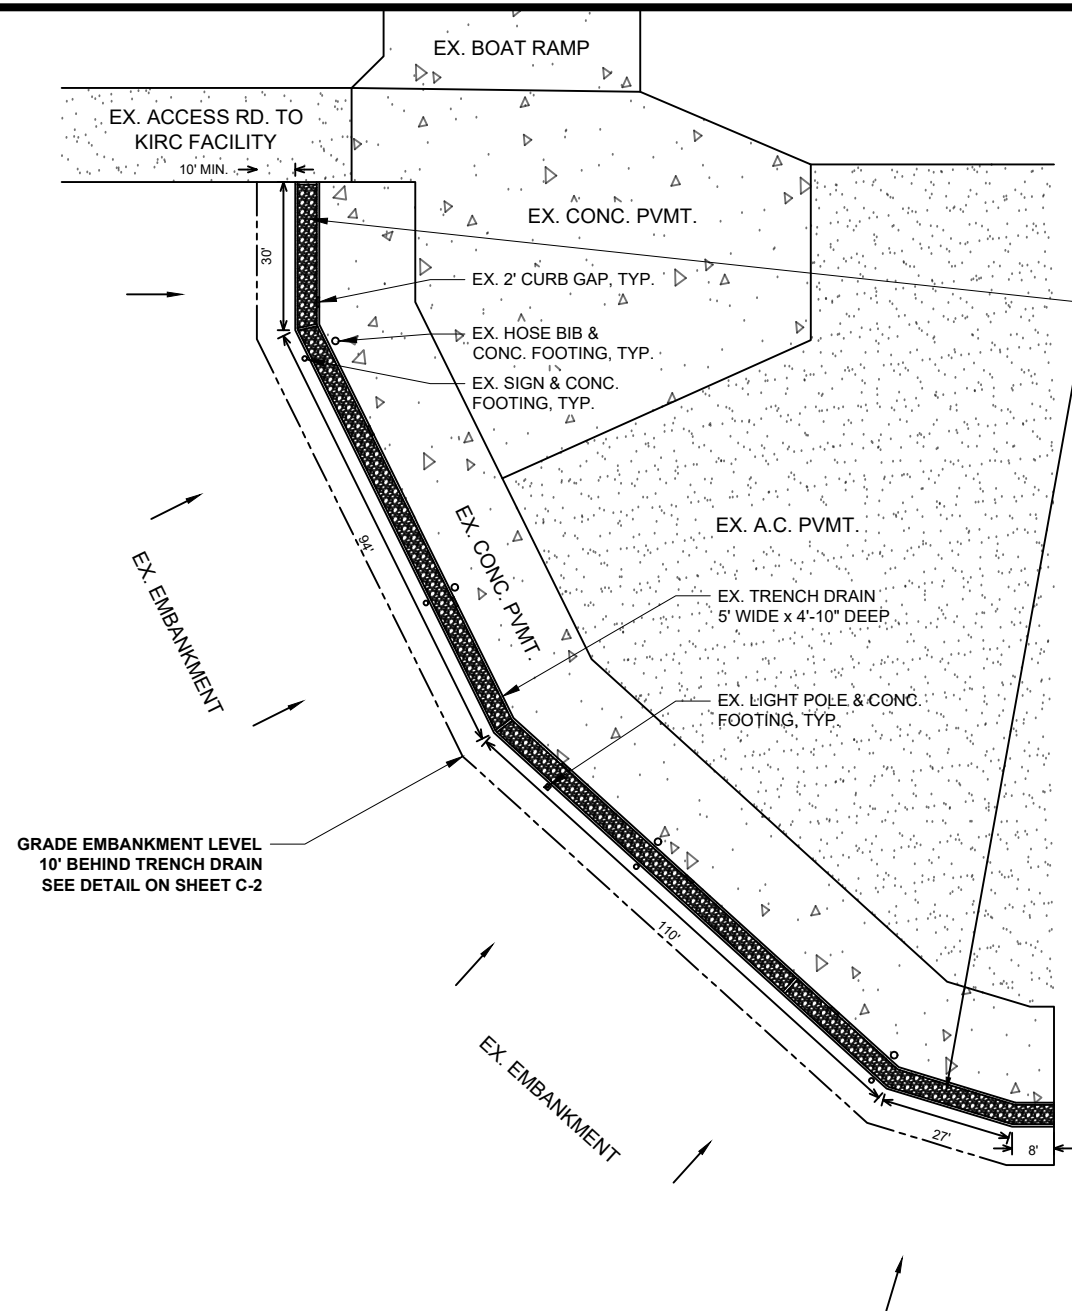 EX. BOAT RAMP
EX. ACCESS RD. TO
KIRC FACILITY
10' MIN.
EX. CONC. PVMT.
30'
EX. 2' CURB GAP, TYP.
EX. HOSE BIB &
CONC. FOOTING, TYP.
EX. SIGN & CONC.
FOOTING, TYP.
EX. CONC. PVMT.
EX. A.C. PVMT.
94'
EX. EMBANKMENT
EX. TRENCH DRAIN
5' WIDE x 4'-10" DEEP
EX. LIGHT POLE & CONC.
FOOTING, TYP.
GRADE EMBANKMENT LEVEL
10' BEHIND TRENCH DRAIN
SEE DETAIL ON SHEET C-2
110'
EX. EMBANKMENT
27'
8'